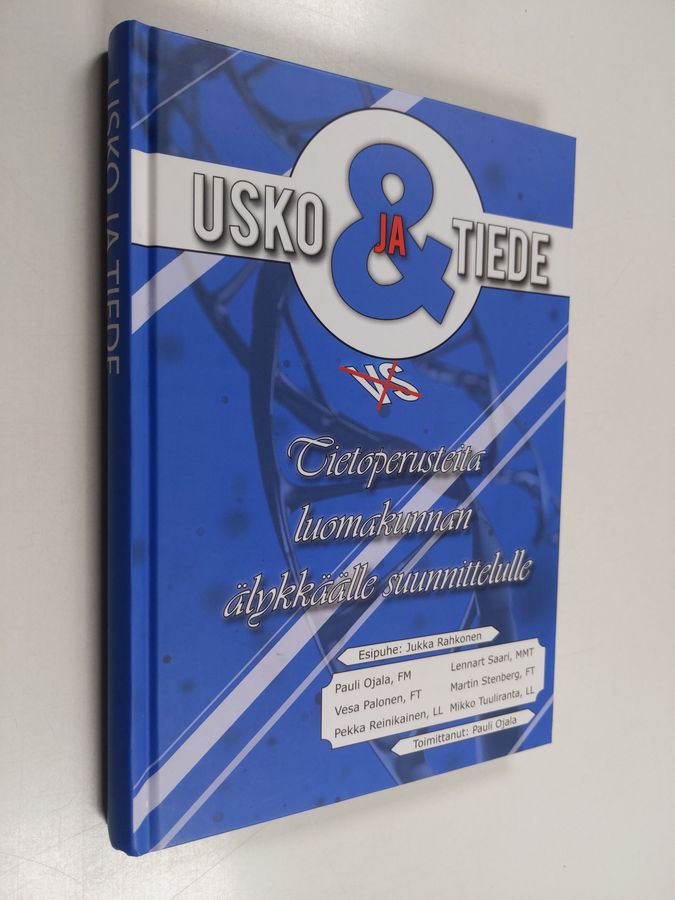 USKO JA TIEDE
USKO & JA TIEDE
VS
Tietoperusteita
luomakunnan
älykkäälle suunnittelulle
Esipuhe: Jukka Rahkonen
Pauli Ojala, FM
Vesa Palonen, FT
Pekka Reinikainen, LL
Lennart Saari, MMT
Martin Stenberg, FT
Mikko Tuuliranta, LL
Toimittanut: Pauli Ojala